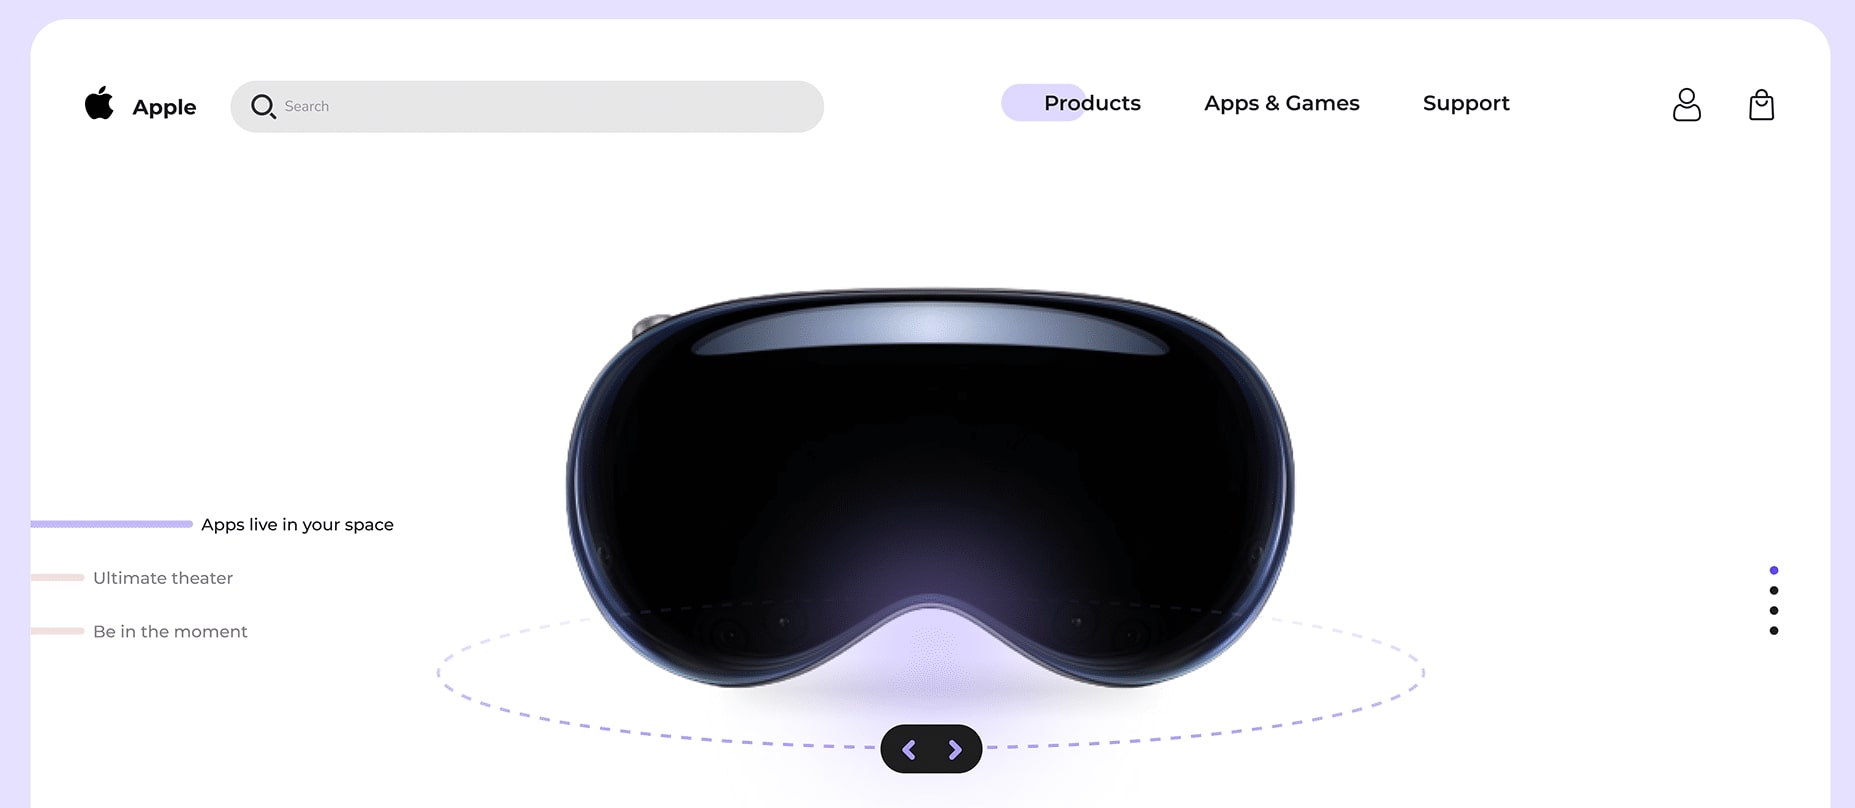 Apple
Search
Products
Apps & Games
Support
Apps live in your space
Ultimate theater
Be in the moment